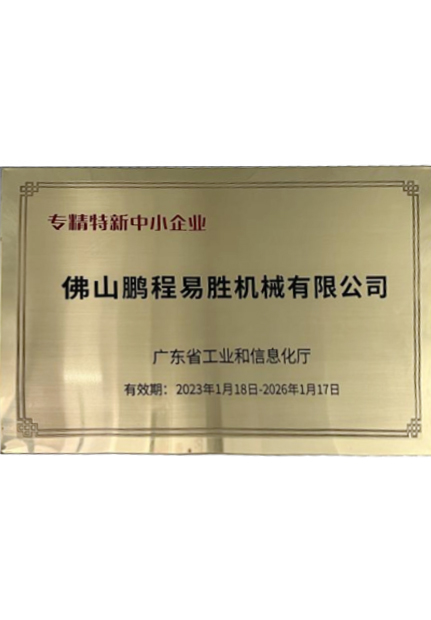 专精特新中小企业
佛山鹏程易胜机械有限公司
广东省工业和信息化厅
有效期：2023年1月18日-2026年1月17日